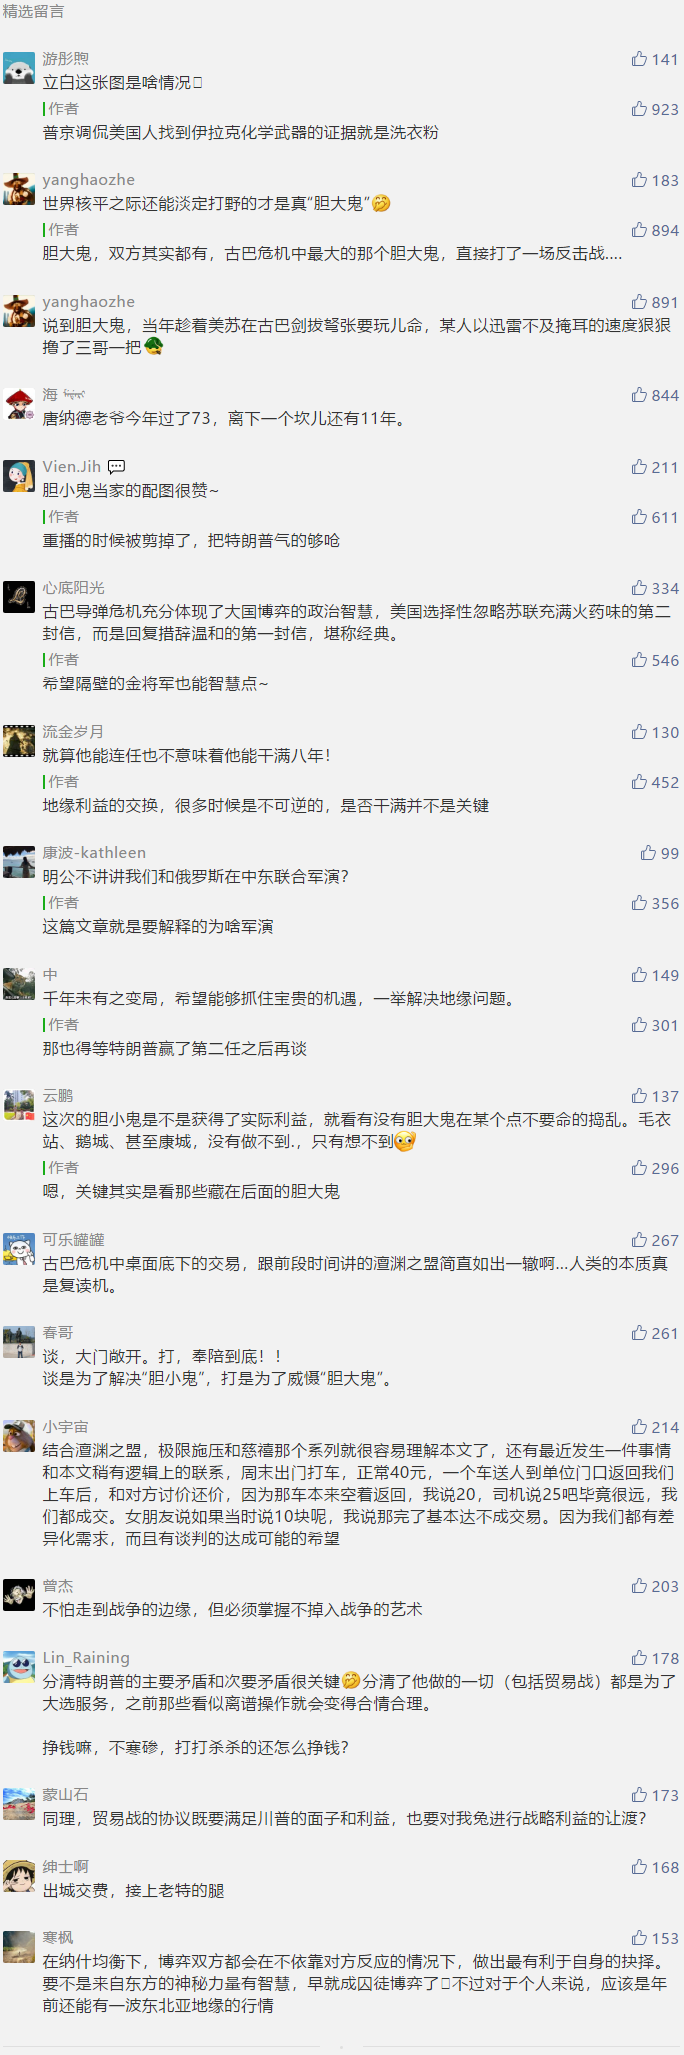 精选留言
游彤煦
141
立白这张图是啥情况
作者
923
普京调侃美国人找到伊拉克化学武器的证据就是洗衣粉
yanghaozhe
183
世界核平之际还能淡定打野的才是真“胆大鬼”🤣
作者
894
胆大鬼，双方其实都有，古巴危机中最大的那个胆大鬼，直接打了一场反击战....
yanghaozhe
891
说到胆大鬼，当年趁着美苏在古巴剑拔弩张要玩儿命，某人以迅雷不及掩耳的速度狠狠
撸了三哥一把
海
844
唐纳德老爷今年过了73，离下一个坎儿还有11年。
Vien.Jih 💬
211
胆小鬼当家的配图很赞~
作者
611
重播的时候被剪掉了，把特朗普气的够呛
心底阳光
334
古巴导弹危机充分体现了大国博弈的政治智慧，美国选择性忽略苏联充满火药味的第二
封信，而是回复措辞温和的第一封信，堪称经典。
作者
546
希望隔壁的金将军也能智慧点~
流金岁月
130
就算他能连任也不意味着他能干满八年！
作者
452
地缘利益的交换，很多时候是不可逆的，是否干满并不是关键
康波-kathleen
99
明公不讲讲我们和俄罗斯在中东联合军演？
作者
356
这篇文章就是要解释的为啥军演
中
149
千年未有之变局，希望能够抓住宝贵的机遇，一举解决地缘问题。
作者
301
那也得等特朗普赢了第二任之后再谈
云鹏
137
这次的胆小鬼是不是获得了实际利益，就看有没有胆大鬼在某个点不要命的捣乱。毛衣
站、鹅城、甚至康城，没有做不到.，只有想不到
作者
296
嗯，关键其实是看那些藏在后面的胆大鬼
可乐罐罐
267
古巴危机中桌面底下的交易，跟前段时间讲的澶渊之盟简直如出一辙啊...人类的本质真
是复读机。
春哥
261
谈，大门敞开。打，奉陪到底！！
谈是为了解决“胆小鬼”，打是为了威慑“胆大鬼”。
小宇宙
214
结合澶渊之盟，极限施压和慈禧那个系列就很容易理解本文了，还有最近发生一件事情
和本文稍有逻辑上的联系，周末出门打车，正常40元，一个车送人到单位门口返回我们
上车后，和对方讨价还价，因为那车本来空着返回，我说20，司机说25吧毕竟很远，我
们都成交。女朋友说如果当时说10块呢，我说那完了基本达不成交易。因为我们都有差
异化需求，而且有谈判的达成可能的希望
曾杰
203
不怕走到战争的边缘，但必须掌握不掉入战争的艺术
Lin_Raining
178
分清特朗普的主要矛盾和次要矛盾很关键🤣分清了他做的一切（包括贸易战）都是为了
大选服务，之前那些看似离谱操作就会变得合情合理。
挣钱嘛，不寒碜，打打杀杀的还怎么挣钱？
蒙山石
173
同理，贸易战的协议既要满足川普的面子和利益，也要对我兔进行战略利益的让渡？
绅士啊
168
出城交费，接上老特的腿
寒枫
153
在纳什均衡下，博弈双方都会在不依靠对方反应的情况下，做出最有利于自身的抉择。
要不是来自东方的神秘力量有智慧，早就成囚徒博弈了不过对于个人来说，应该是年
前还能有一波东北亚地缘的行情